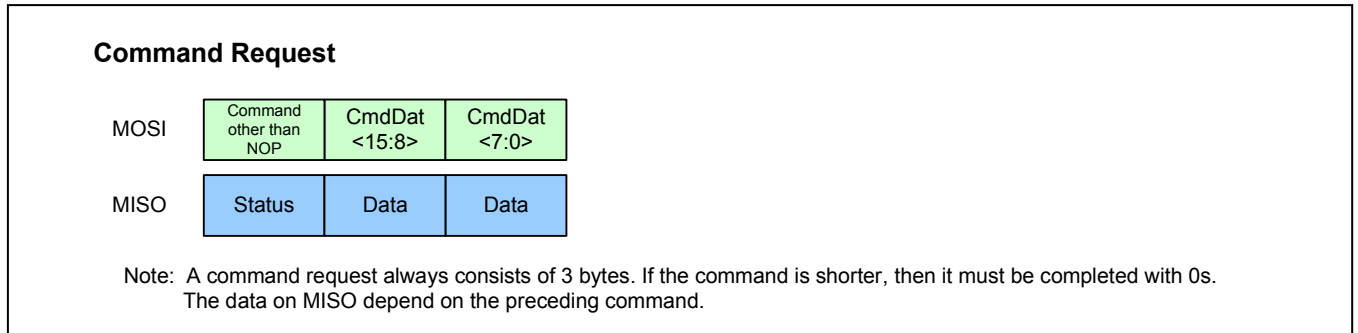 Command Request
MOSI
Command
other than
NOP
CmdDat
<15:8>
CmdDat
<7:0>
MISO
Status
Data
Data
Note: A command request always consists of 3 bytes. If the command is shorter, then it must be completed with 0s.
The data on MISO depend on the preceding command.